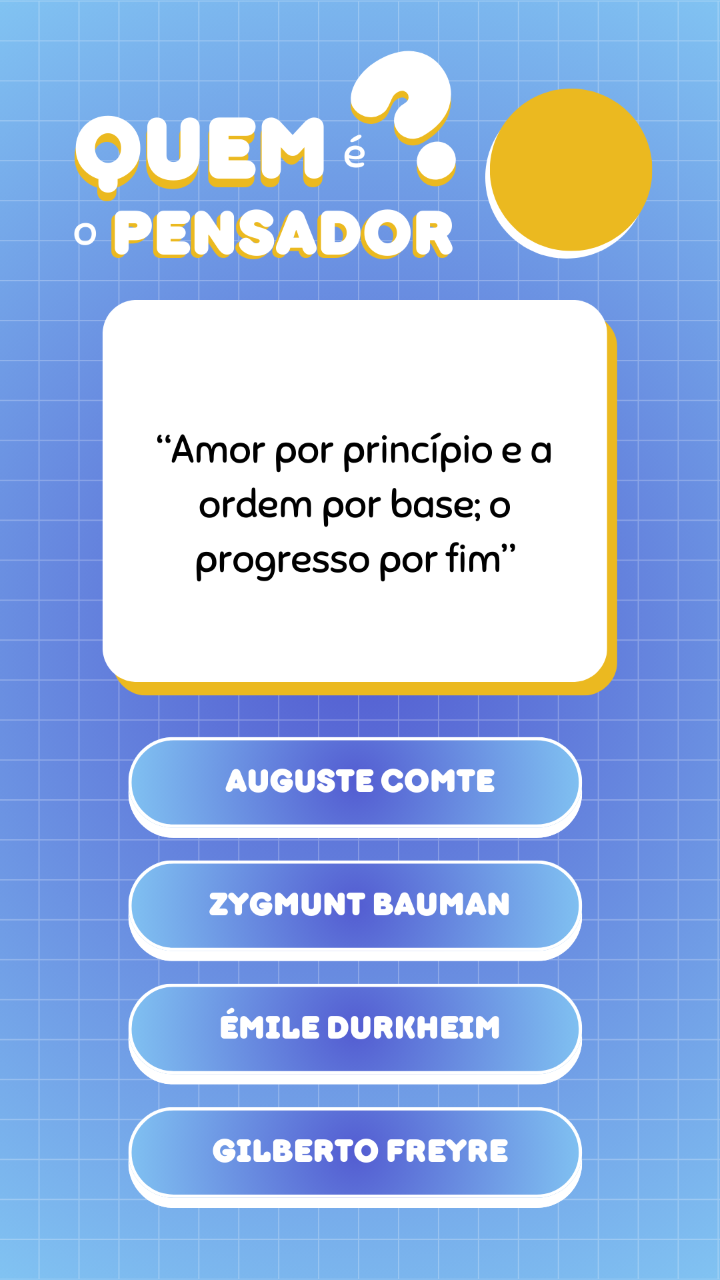 QUEM é ?
o PENSADOR
“Amor por princípio e a
ordem por base; o
progresso por fim”
AUGUSTE COMTE
ZYGMUNT BAUMAN
ÉMILE DURKHEIM
GILBERTO FREYRE